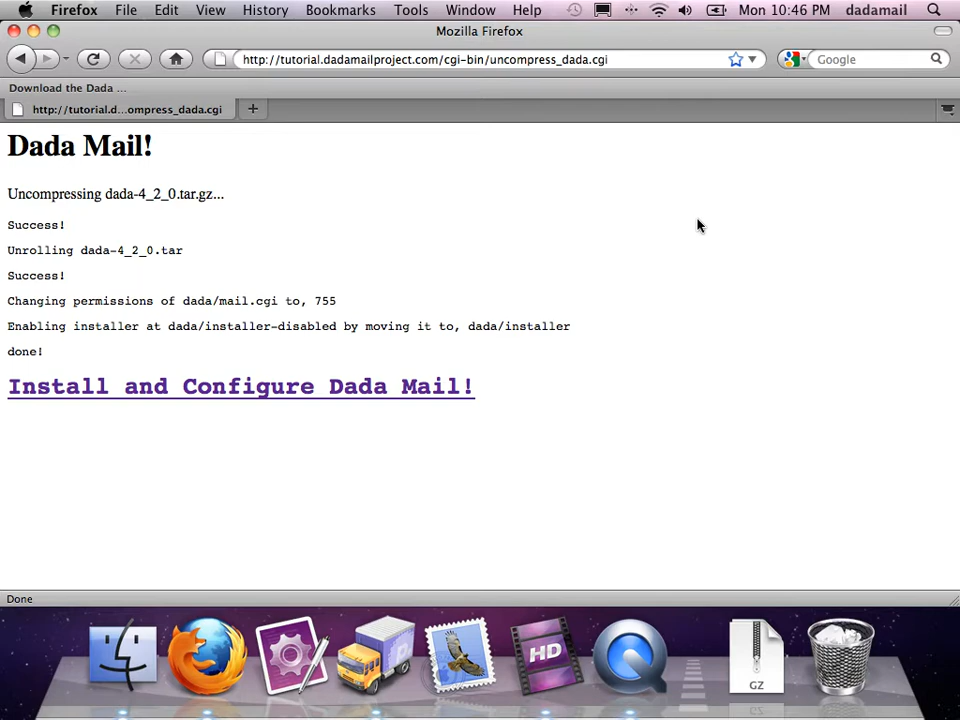 Firefox File Edit View History Bookmarks Tools Window Help Mon 10:46 PM dadamail
Mozilla Firefox
http://tutorial.dadamailproject.com/cgi-bin/uncompress_dada.cgi Google
Download the Dada ...
http://tutorial.d...ompress_dada.cgi
Dada Mail!
Uncompressing dada-4_2_0.tar.gz...
Success!
Unrolling dada-4_2_0.tar
Success!
Changing permissions of dada/mail.cgi to, 755
Enabling installer at dada/installer-disabled by moving it to, dada/installer
done!
Install and Configure Dada Mail!
Done
HD
GZ